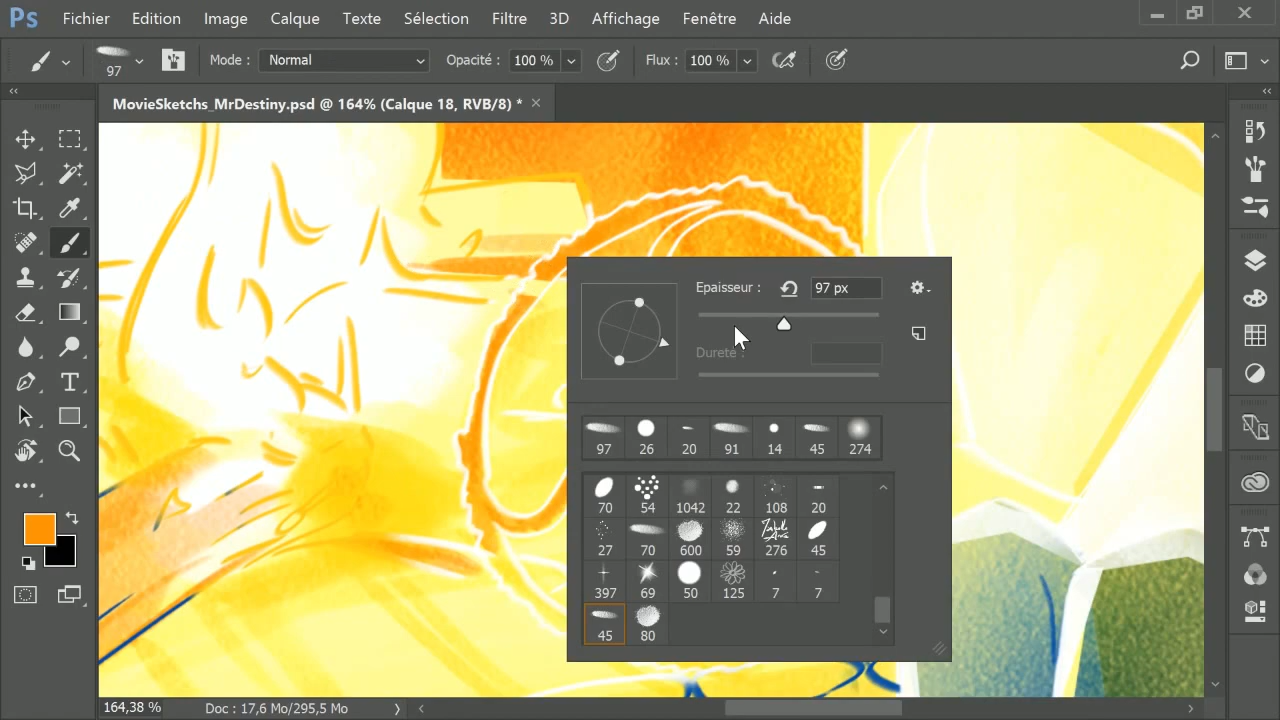 Ps Fichier Edition Image Calque Texte Sélection Filtre 3D Affichage Fenêtre Aide
97 Mode : Normal Opacité : 100 % Flux : 100 %
MovieSketchs_MrDestiny.psd @ 164% (Calque 18, RVB/8) * ×
Epaisseur : 97 px
Dureté :
97 26 20 91 14 45 274
70 54 1042 22 108 20
27 70 600 59 276 45
397 69 50 125 7 7
45 80
T
164,38 % Doc : 17,6 Mo/295,5 Mo